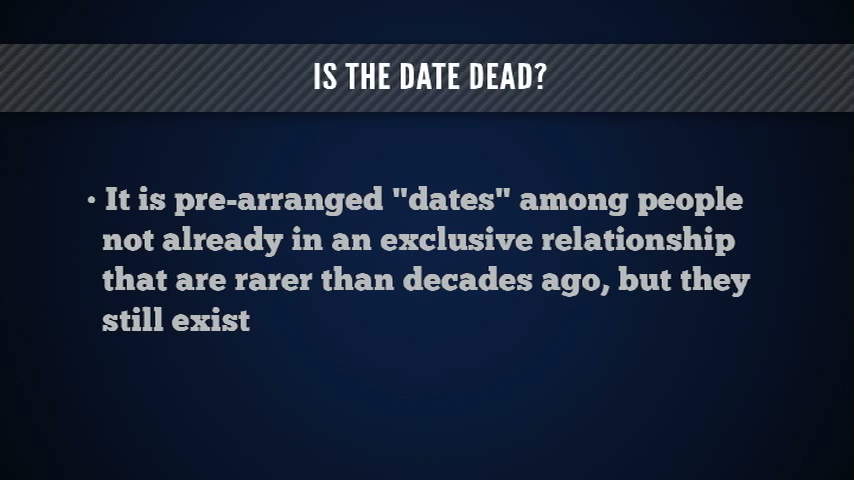 IS THE DATE DEAD?
• It is pre-arranged "dates" among people
not already in an exclusive relationship
that are rarer than decades ago, but they
still exist